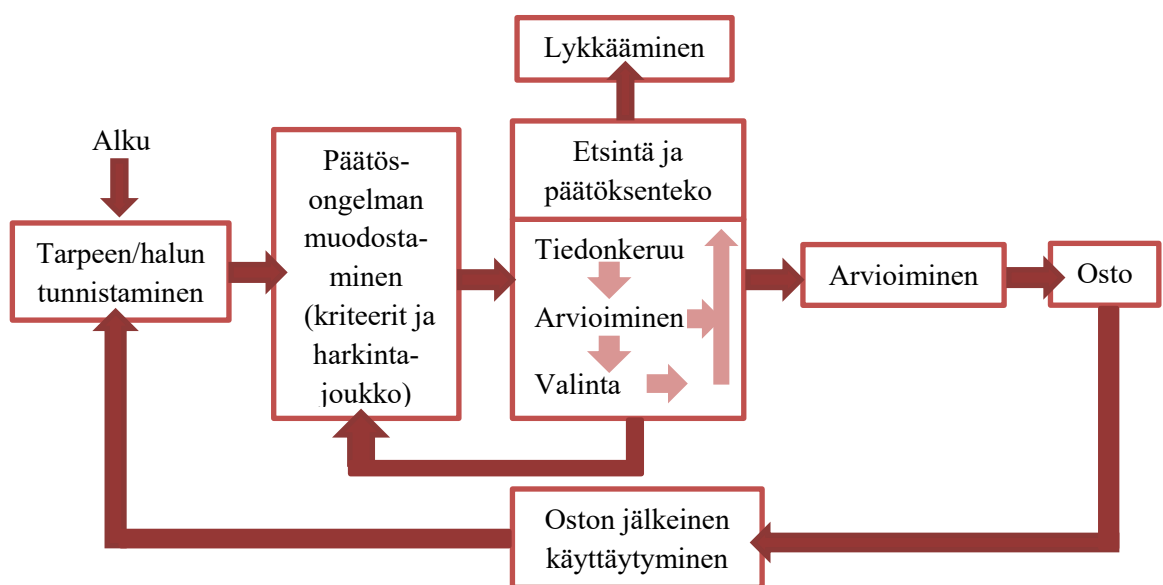 Lykkääminen
Alku
Tarpeen/halun
tunnistaminen
Päätös-
ongelman
muodosta-
minen
(kriteerit ja
harkinta-
joukko)
Etsintä ja
päätöksenteko
Tiedonkeruu
Arvioiminen
Valinta
Arvioiminen
Osto
Oston jälkeinen
käyttäytyminen